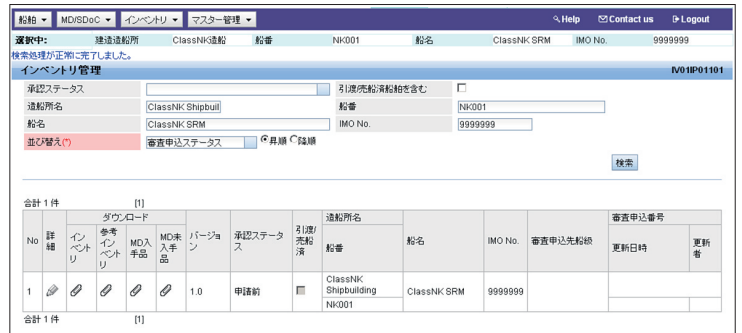 船舶 ▼ MD/SDoC ▼ インベントリ ▼ マスター管理 ▼ Help Contact us Logout
選択中: 建造造船所 ClassNK造船 船番 NK001 船名 ClassNK SRM IMO No. 9999999
検索処理が正常に完了しました。
インベントリ管理 IV01IP01101
承認ステータス 引渡/売船済船舶を含む
造船所名 ClassNK Shipbuil 船番 NK001
船名 ClassNK SRM IMO No. 9999999
並び替え(*) 審査申込ステータス 昇順 降順
検索
合計 1 件 [1]
No 詳細 ダウンロード バージョン 承認ステータス 引渡/売船済 造船所名 船名 IMO No. 審査申込先船級 審査申込番号
インベントリ 参考インベントリ MD入手品 MD未入手品 船番 更新日時 更新者
1 1.0 申請前 ClassNK Shipbuilding ClassNK SRM 9999999
NK001
合計 1 件 [1]